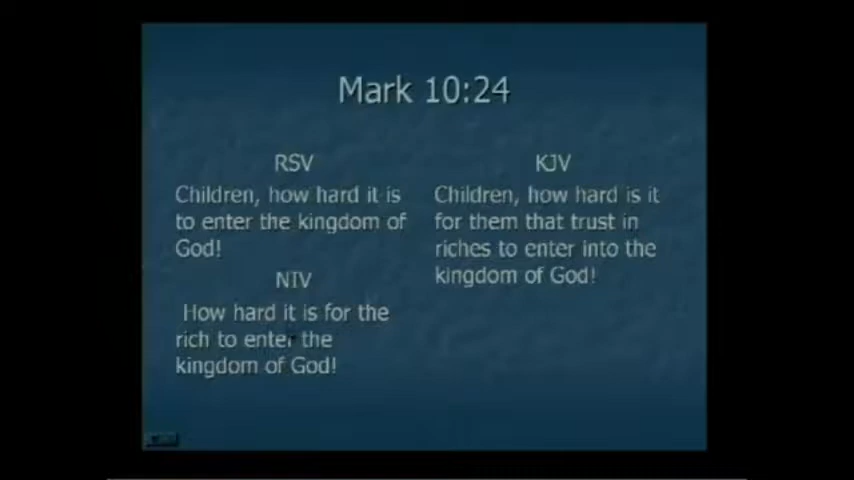 Mark 10:24
RSV
Children, how hard it is
to enter the kingdom of
God!
NIV
How hard it is for the
rich to enter the
kingdom of God!
KJV
Children, how hard is it
for them that trust in
riches to enter into the
kingdom of God!